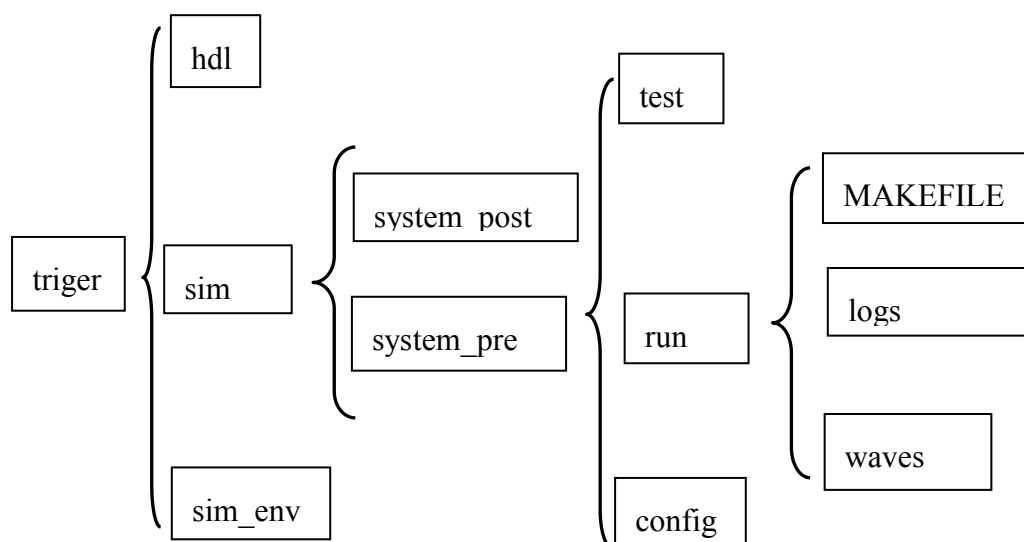 triger
hdl
sim
sim_env
system_post
system_pre
test
run
config
MAKEFILE
logs
waves